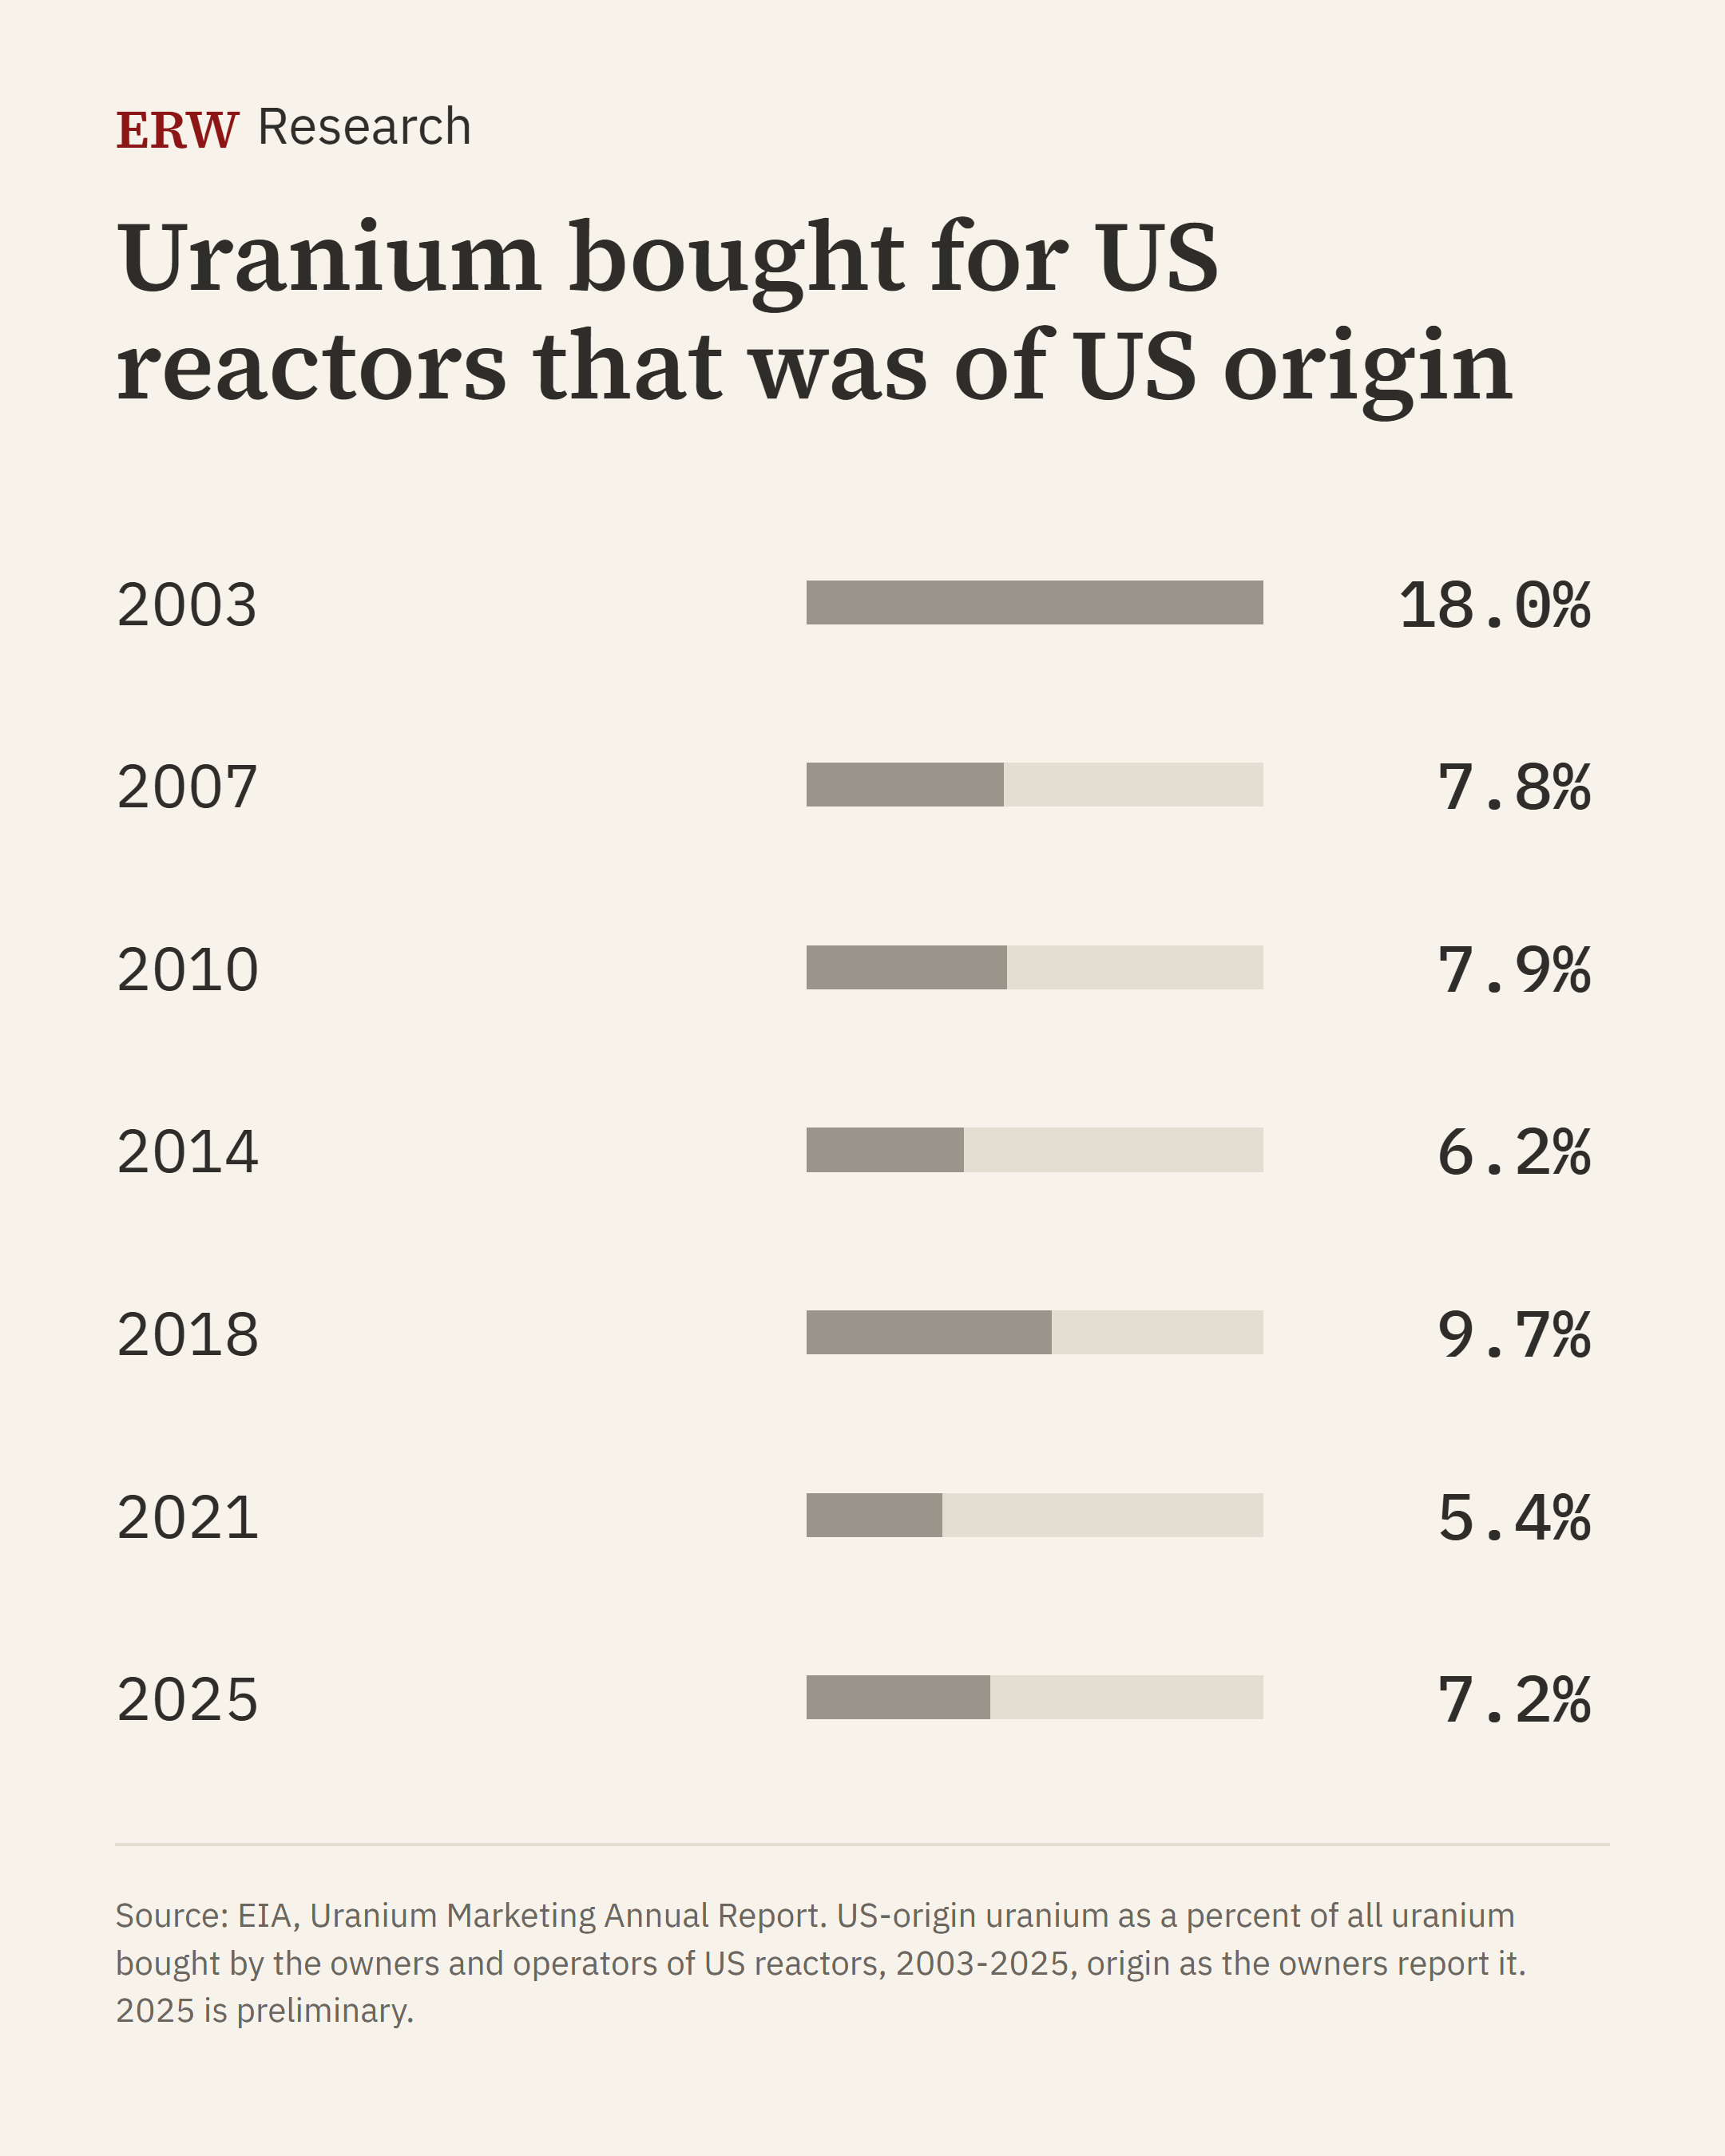 ERW Research
Uranium bought for US
reactors that was of US origin
2003 18.0%
2007 7.8%
2010 7.9%
2014 6.2%
2018 9.7%
2021 5.4%
2025 7.2%
Source: EIA, Uranium Marketing Annual Report. US-origin uranium as a percent of all uranium
bought by the owners and operators of US reactors, 2003-2025, origin as the owners report it.
2025 is preliminary.